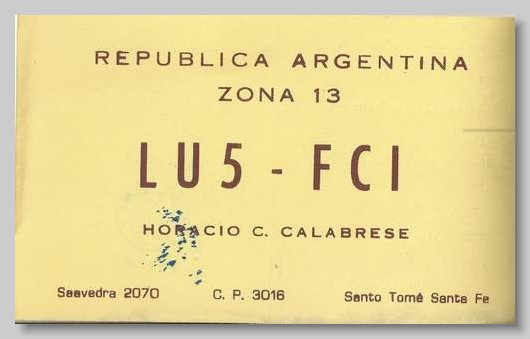 REPUBLICA ARGENTINA
ZONA 13
LU5 - FCI
HORACIO C. CALABRESE
Saavedra 2070 C. P. 3016 Santo Tomé Santa Fe